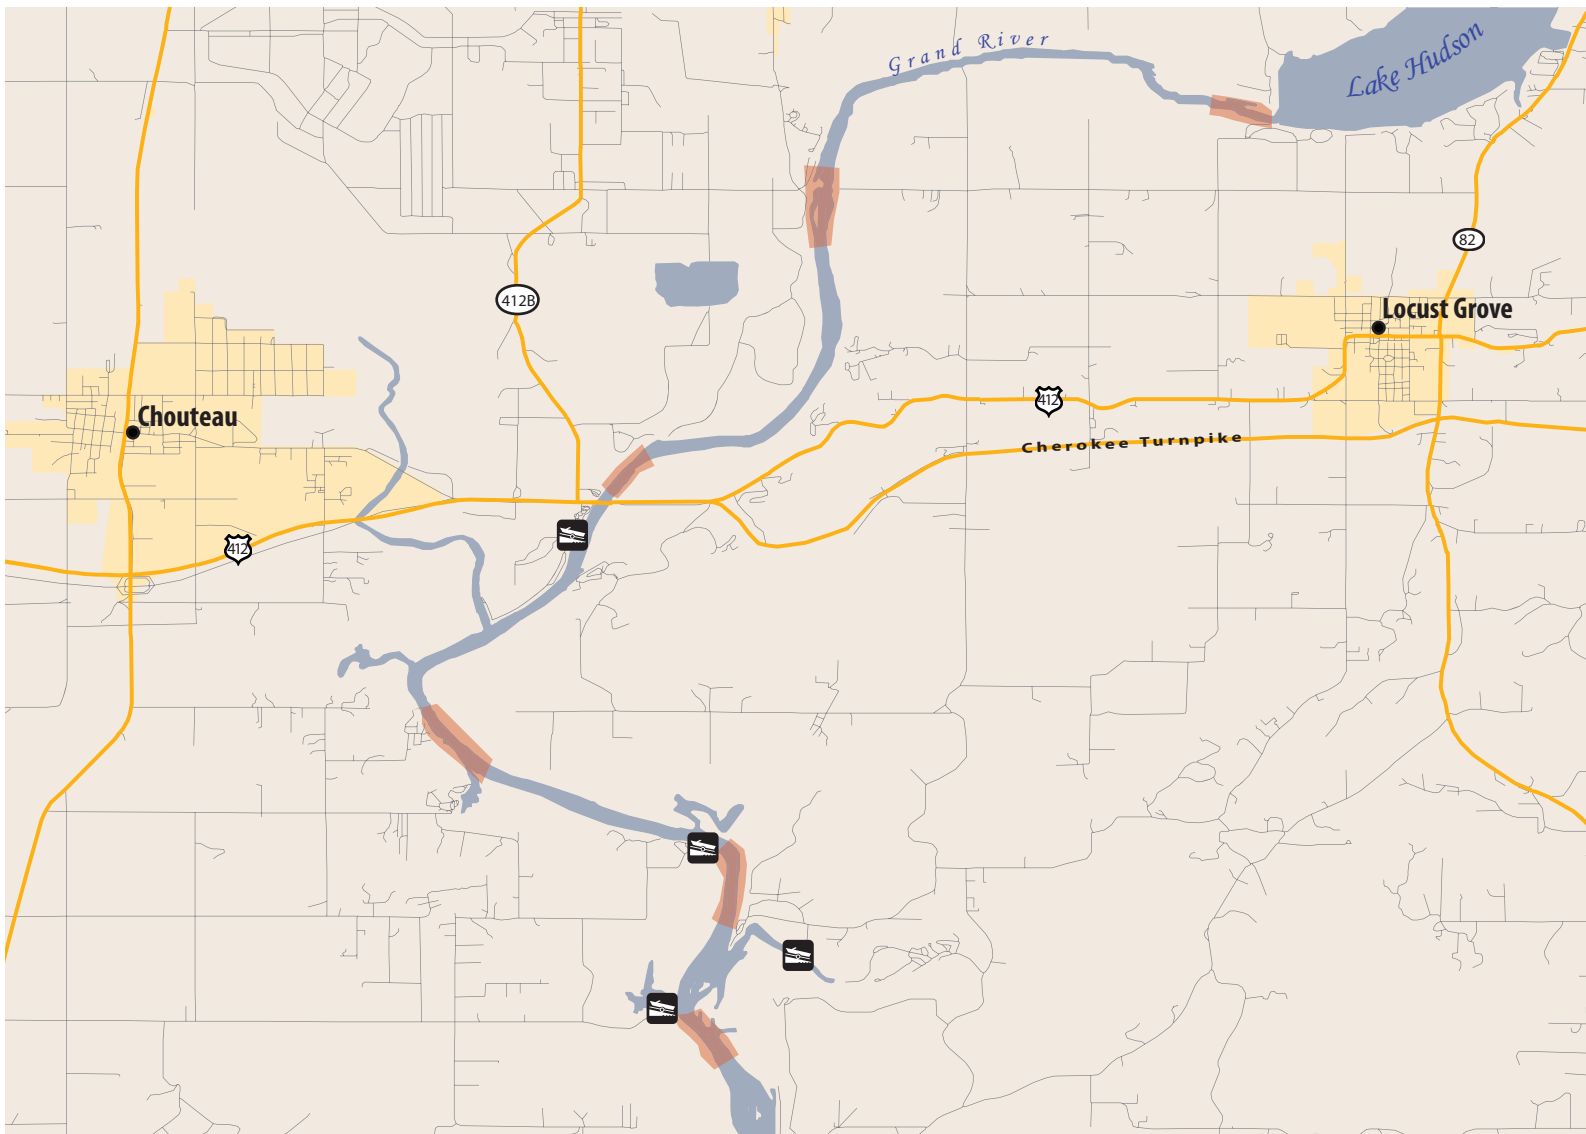 Grand River
Lake Hudson
82
412B
Locust Grove
412
Chouteau
Cherokee Turnpike
412